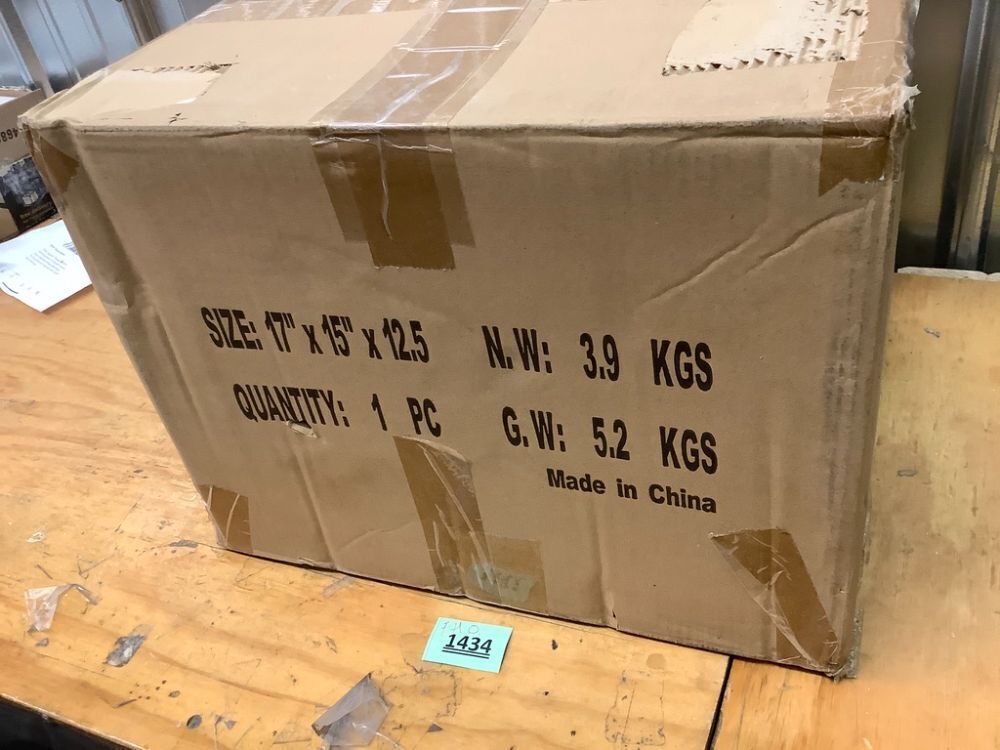 SIZE: 17" x 15" x 12.5 N.W: 3.9 KGS
QUANTITY: 1 PC G.W: 5.2 KGS
Made in China
1434